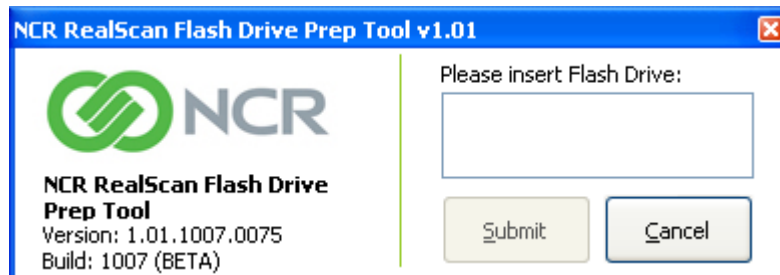 NCR RealScan Flash Drive Prep Tool v1.01
NCR
NCR RealScan Flash Drive
Prep Tool
Version: 1.01.1007.0075
Build: 1007 (BETA)
Please insert Flash Drive:
Submit
Cancel